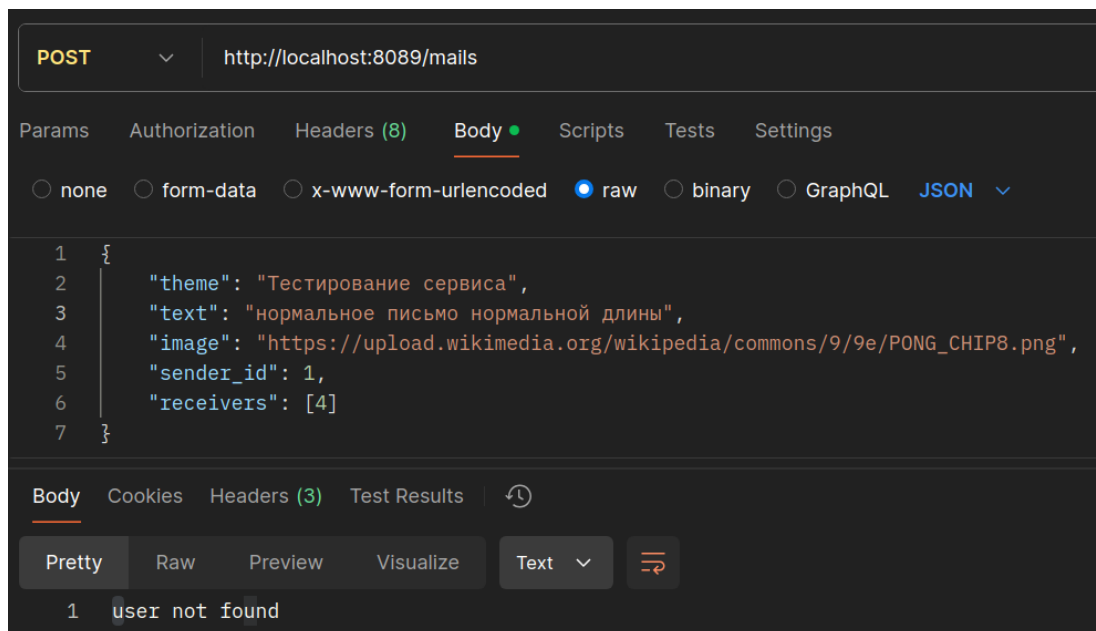 POST http://localhost:8089/mails
Params Authorization Headers (8) Body Scripts Tests Settings
none form-data x-www-form-urlencoded raw binary GraphQL JSON
1 {
2 "theme": "Тестирование сервиса",
3 "text": "нормальное письмо нормальной длины",
4 "image": "https://upload.wikimedia.org/wikipedia/commons/9/9e/PONG_CHIP8.png",
5 "sender_id": 1,
6 "receivers": [4]
7 }
Body Cookies Headers (3) Test Results
Pretty Raw Preview Visualize Text
1 user not found